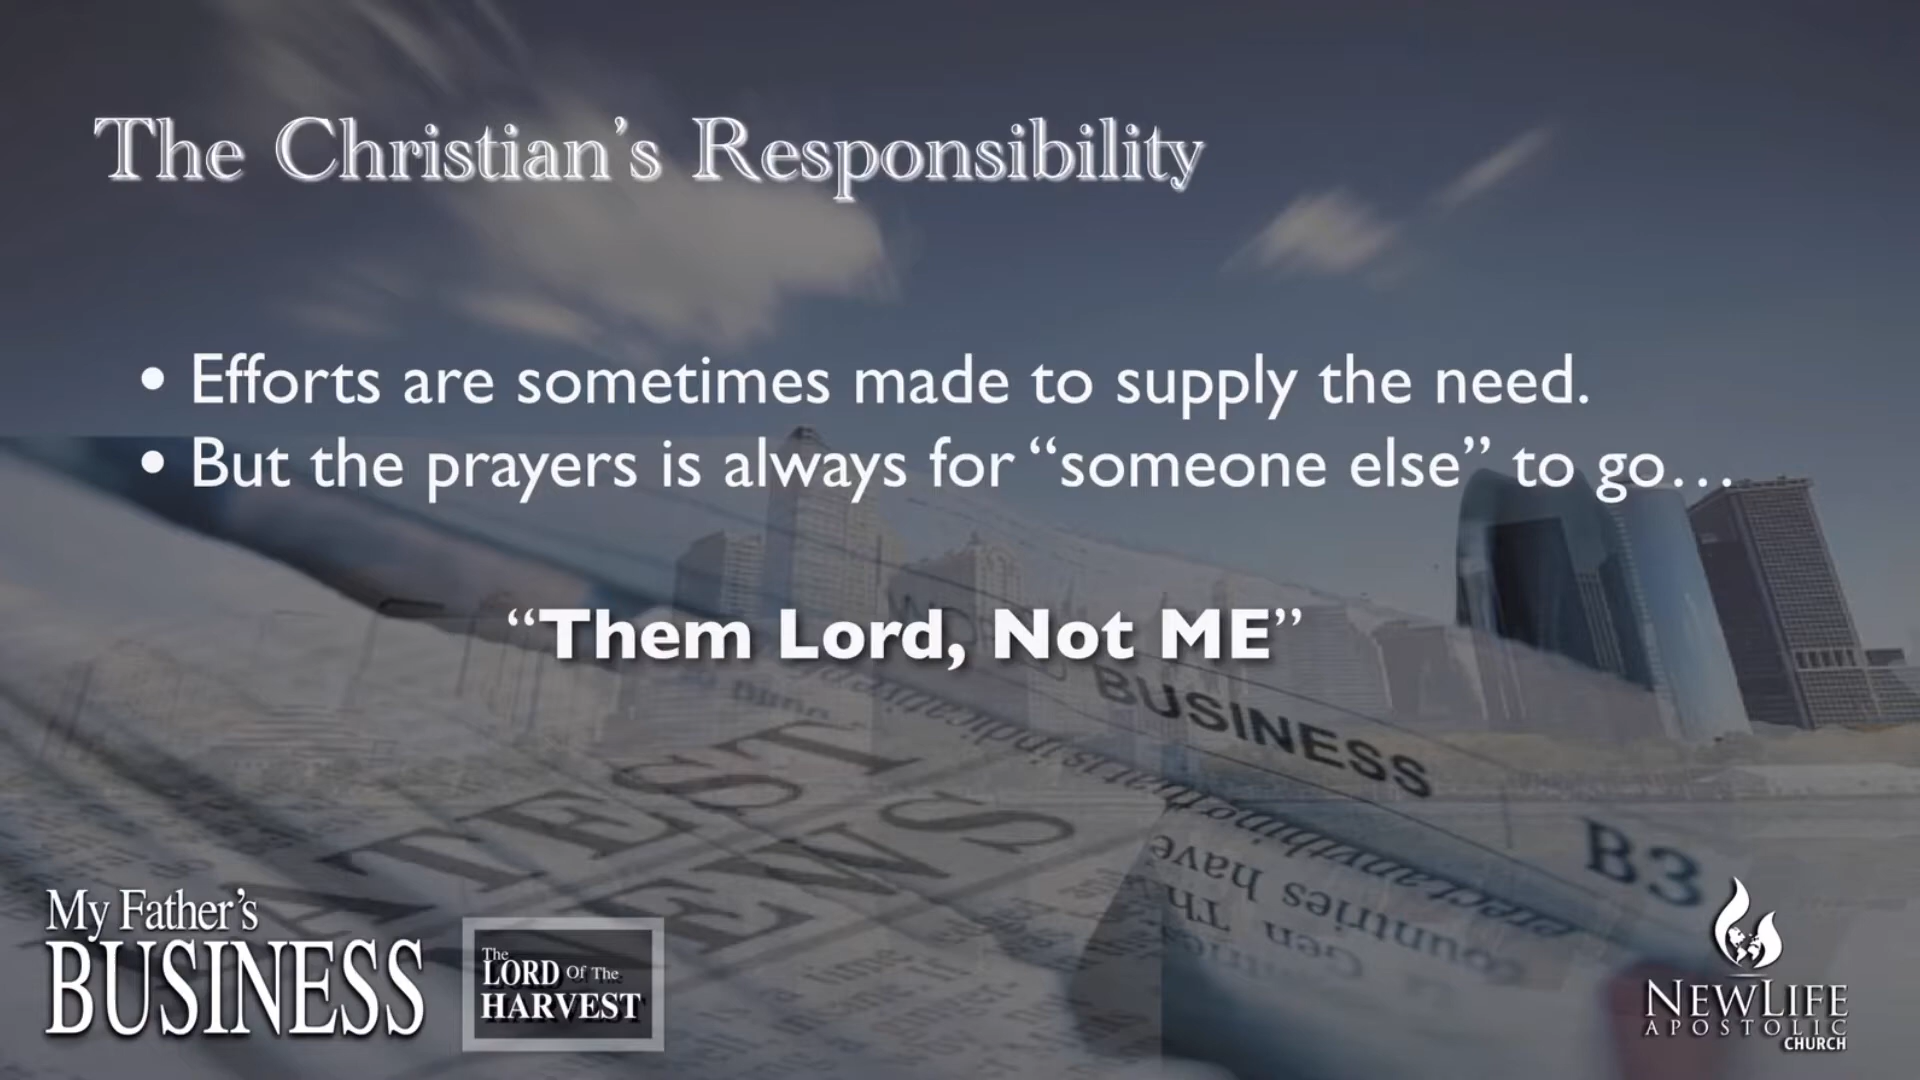 The Christian’s Responsibility
• Efforts are sometimes made to supply the need.
• But the prayers is always for “someone else” to go...
“Them Lord, Not ME”
BUSINESS
B3
countries have
Gen Th
My Father’s
BUSINESS
The
LORD Of The
HARVEST
NEWLIFE
APOSTOLIC
CHURCH